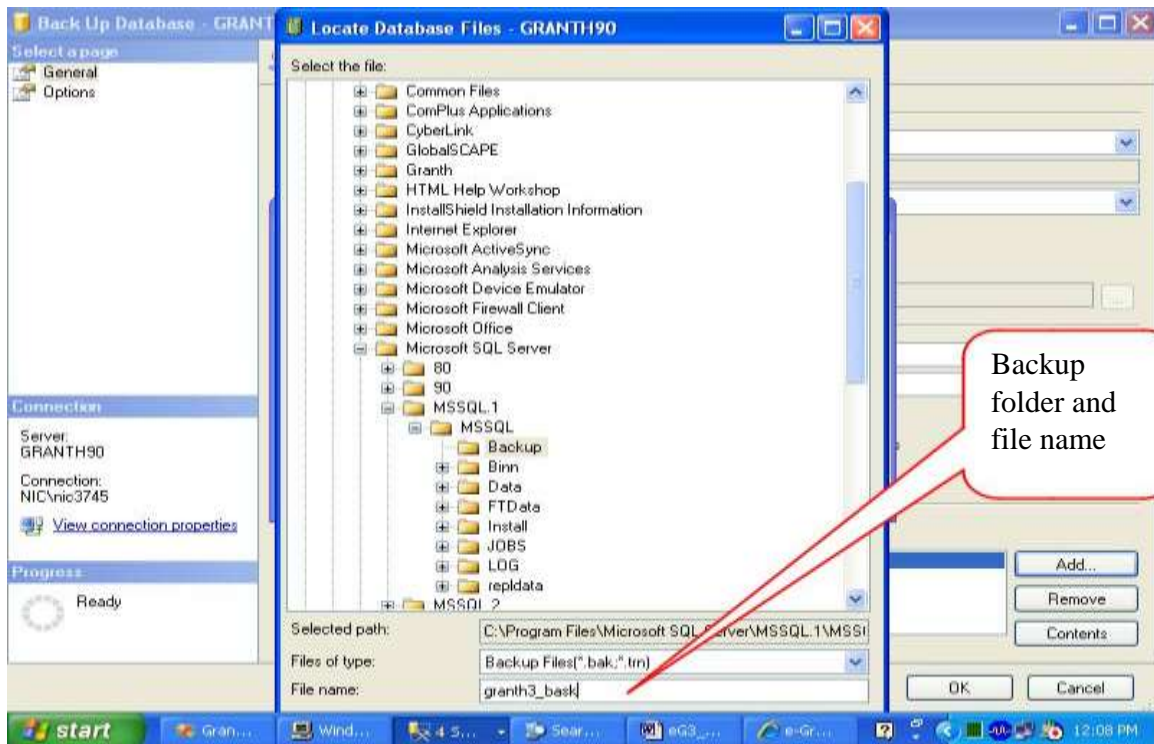 Back Up Database - GRANT
Locate Database Files - GRANTH90
Select a page
General
Options
Select the file:
Common Files
ComPlus Applications
CyberLink
GlobalSCAPE
Granth
HTML Help Workshop
InstallShield Installation Information
Internet Explorer
Microsoft ActiveSync
Microsoft Analysis Services
Microsoft Device Emulator
Microsoft Firewall Client
Microsoft Office
Microsoft SQL Server
80
90
MSSQL.1
MSSQL
Backup
Binn
Data
FTData
Install
JOBS
LOG
repldata
MSSQL.2
Backup
folder and
file name
Connection
Server:
GRANTH90
Connection:
NIC\nic3745
View connection properties
Progress
Ready
Selected path:
C:\Program Files\Microsoft SQL Server\MSSQL.1\MSS
Files of type:
Backup Files(*.bak;*.trn)
File name:
granth3_bask
Add...
Remove
Contents
OK
Cancel
start
Gran...
Wind...
4 S...
Sear...
eG3_...
e-Gr...
12:08 PM